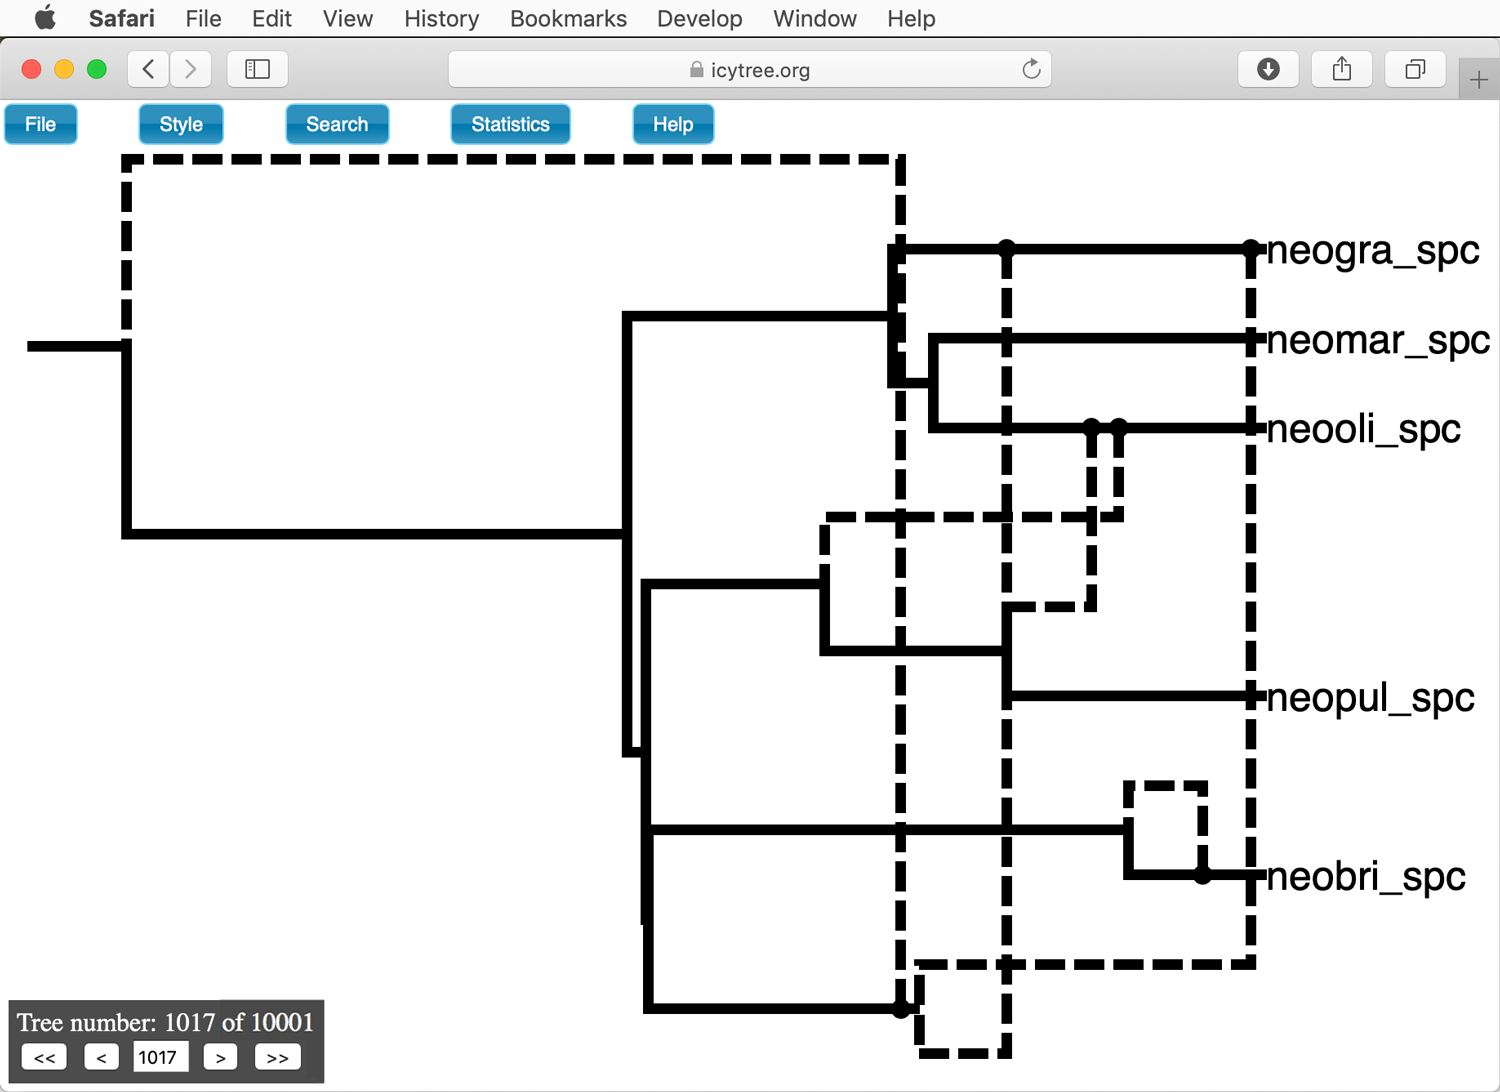 Safari File Edit View History Bookmarks Develop Window Help
icytree.org
File Style Search Statistics Help
neogra_spc
neomar_spc
neooli_spc
neopul_spc
neobri_spc
Tree number: 1017 of 10001
<< < 1017 > >>